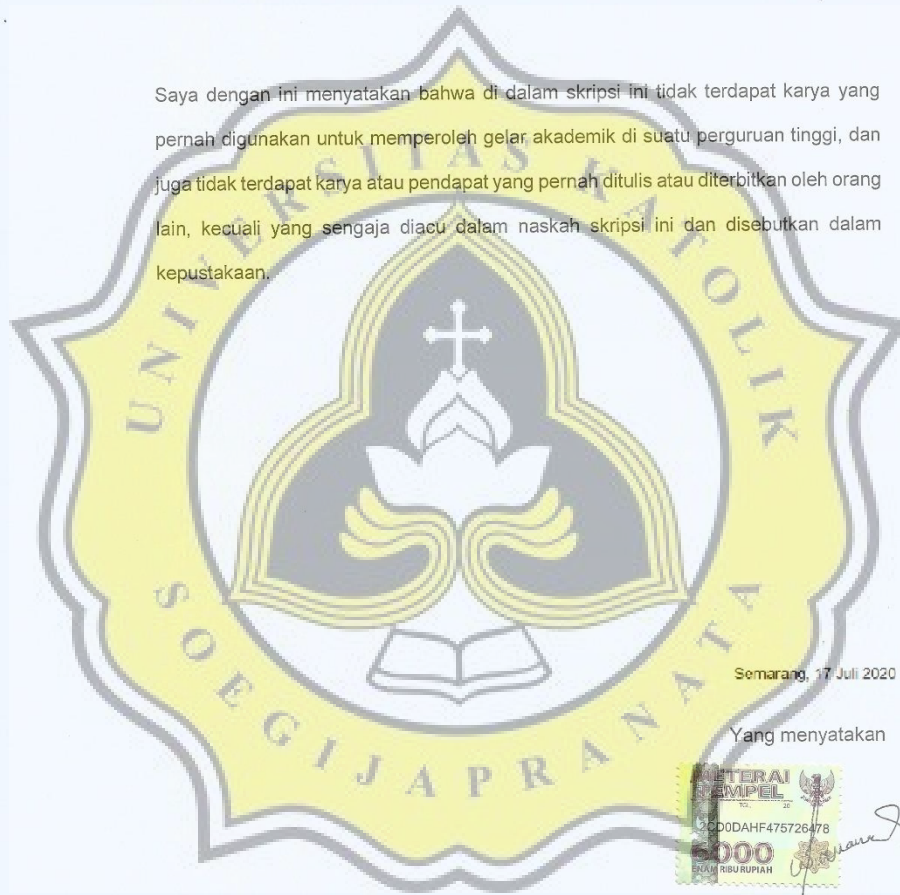 Saya dengan ini menyatakan bahwa di dalam skripsi ini tidak terdapat karya yang
pernah digunakan untuk memperoleh gelar akademik di suatu perguruan tinggi, dan
juga tidak terdapat karya atau pendapat yang pernah ditulis atau diterbitkan oleh orang
lain, kecuali yang sengaja diacu dalam naskah skripsi ini dan disebutkan dalam
kepustakaan.
UNIVERSITAS KATOLIK
SOEGIJAPRANATA
Semarang, 17 Juli 2020
Yang menyatakan
METERAI
TEMPEL
TGL. 20
2CD0DAHF475726478
6000
ENAM RIBU RUPIAH